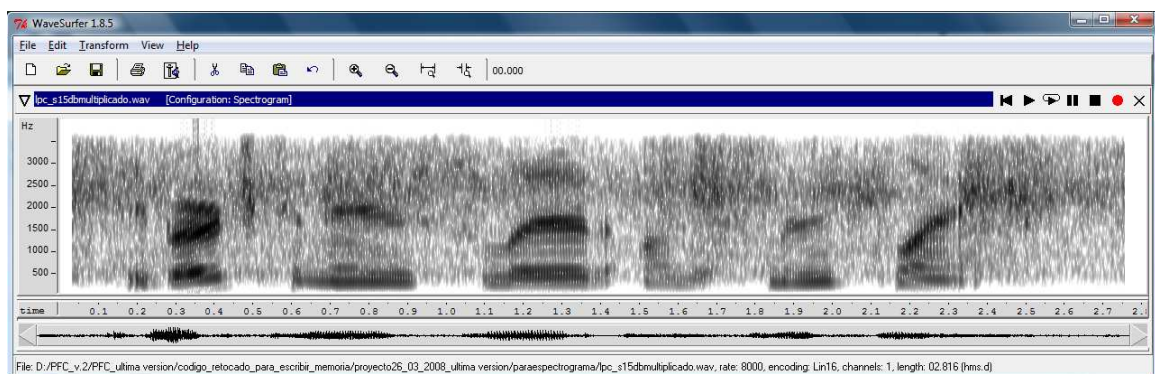 WaveSurfer 1.8.5
File Edit Transform View Help
00.000
lpc_s15dbmultiplicado.wav [Configuration: Spectrogram]
Hz
3000
2500
2000
1500
1000
500
time 0.1 0.2 0.3 0.4 0.5 0.6 0.7 0.8 0.9 1.0 1.1 1.2 1.3 1.4 1.5 1.6 1.7 1.8 1.9 2.0 2.1 2.2 2.3 2.4 2.5 2.6 2.7
File: D:/PFC_v.2/PFC_ultima version/codigo_retocado_para_escribir_memoria/proyecto26_03_2008_ultima version/paraespectrograma/lpc_s15dbmultiplicado.wav, rate: 8000, encoding: Lin16, channels: 1, length: 02.816 (hms.d)